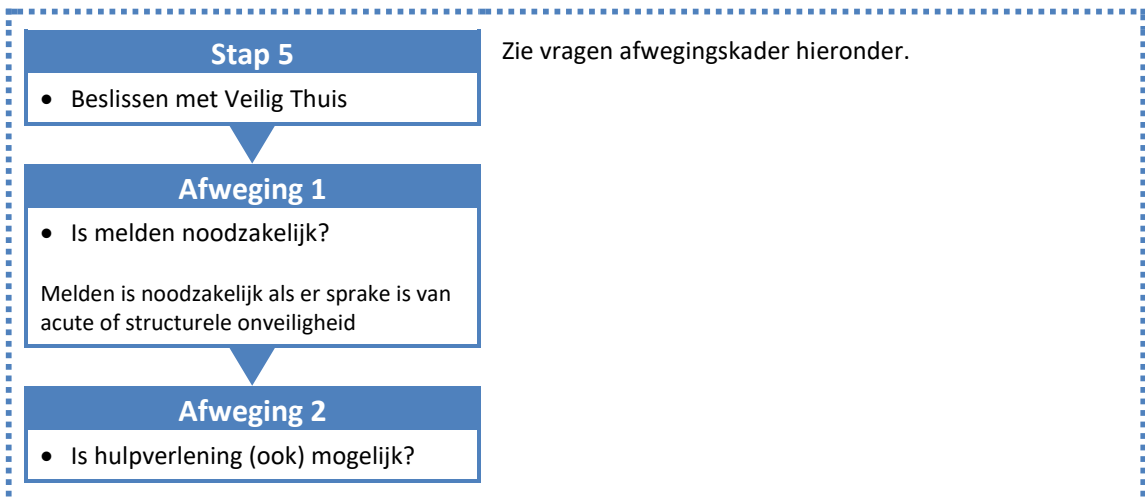 Stap 5
• Beslissen met Veilig Thuis
Zie vragen afwegingskader hieronder.
Afweging 1
• Is melden noodzakelijk?
Melden is noodzakelijk als er sprake is van
acute of structurele onveiligheid
Afweging 2
• Is hulpverlening (ook) mogelijk?